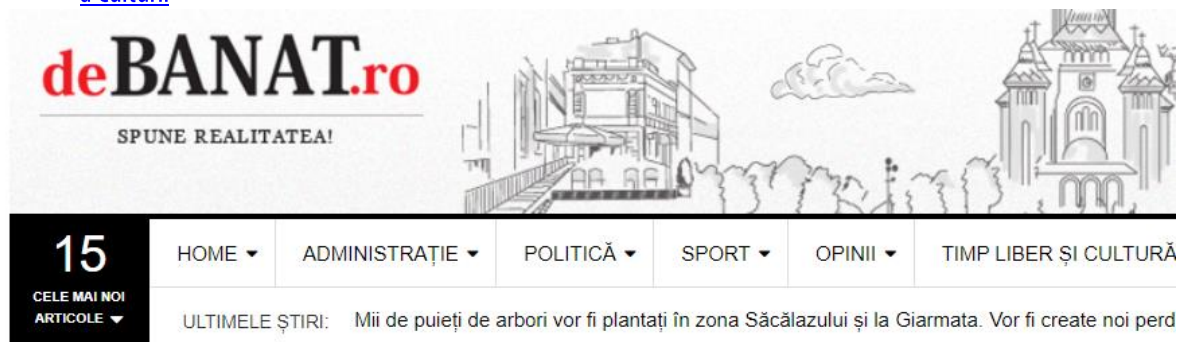 a Culturii
deBANAT.ro
SPUNE REALITATEA!
15
CELE MAI NOI
ARTICOLE
HOME ADMINISTRAȚIE POLITICĂ SPORT OPINII TIMP LIBER ȘI CULTURĂ
ULTIMELE ȘTIRI: Mii de puieți de arbori vor fi plantați în zona Săcălazului și la Giarmata. Vor fi create noi perd